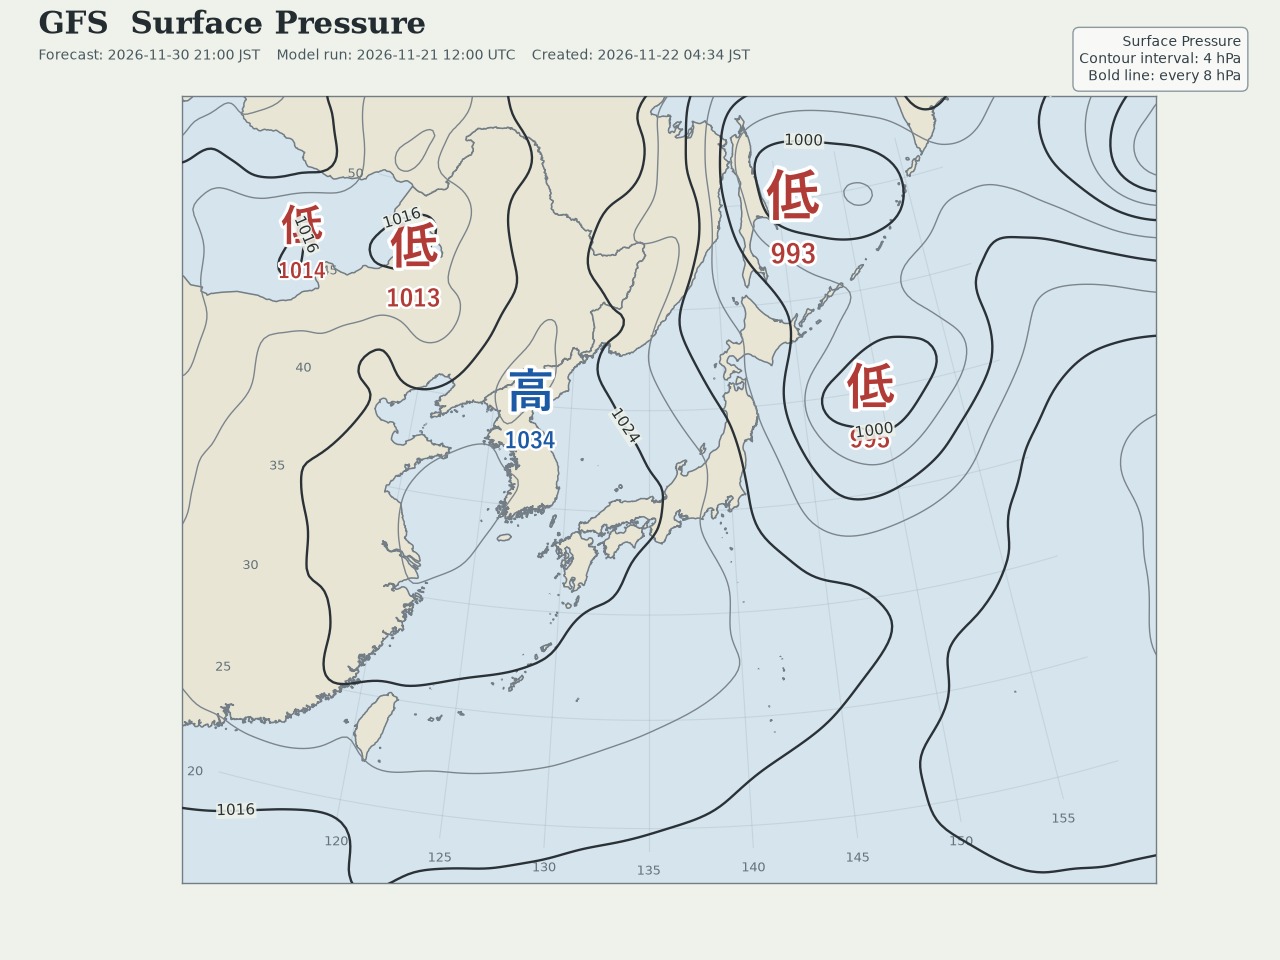 GFS  Surface Pressure
Forecast: 2026-11-30 21:00 JST    Model run: 2026-11-21 12:00 UTC    Created: 2026-11-22 04:34 JST
Surface Pressure
Contour interval: 4 hPa
Bold line: every 8 hPa
1000
50
低
993
低
1016
1014
1016
低
1013
45
40
高
1034
低
1000
995
1024
35
30
25
20
1016
120
125
130
135
140
145
150
155